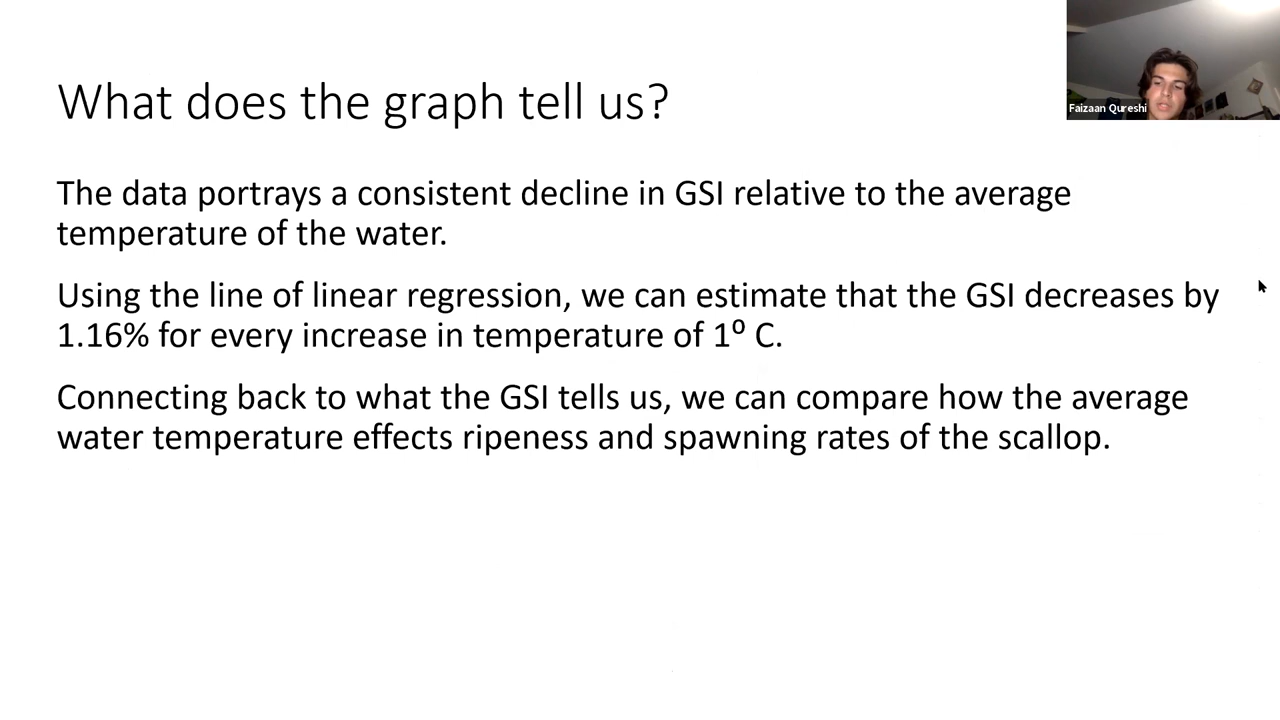 What does the graph tell us?
Faizaan Qureshi
The data portrays a consistent decline in GSI relative to the average
temperature of the water.
Using the line of linear regression, we can estimate that the GSI decreases by
1.16% for every increase in temperature of 1⁰ C.
Connecting back to what the GSI tells us, we can compare how the average
water temperature effects ripeness and spawning rates of the scallop.